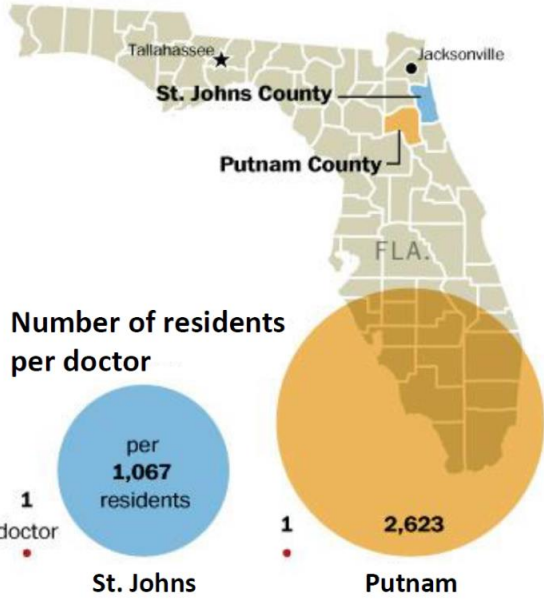 Tallahassee
Jacksonville
St. Johns County
Putnam County
FLA.
Number of residents
per doctor
per
1,067
residents
1
doctor
1
2,623
St. Johns
Putnam